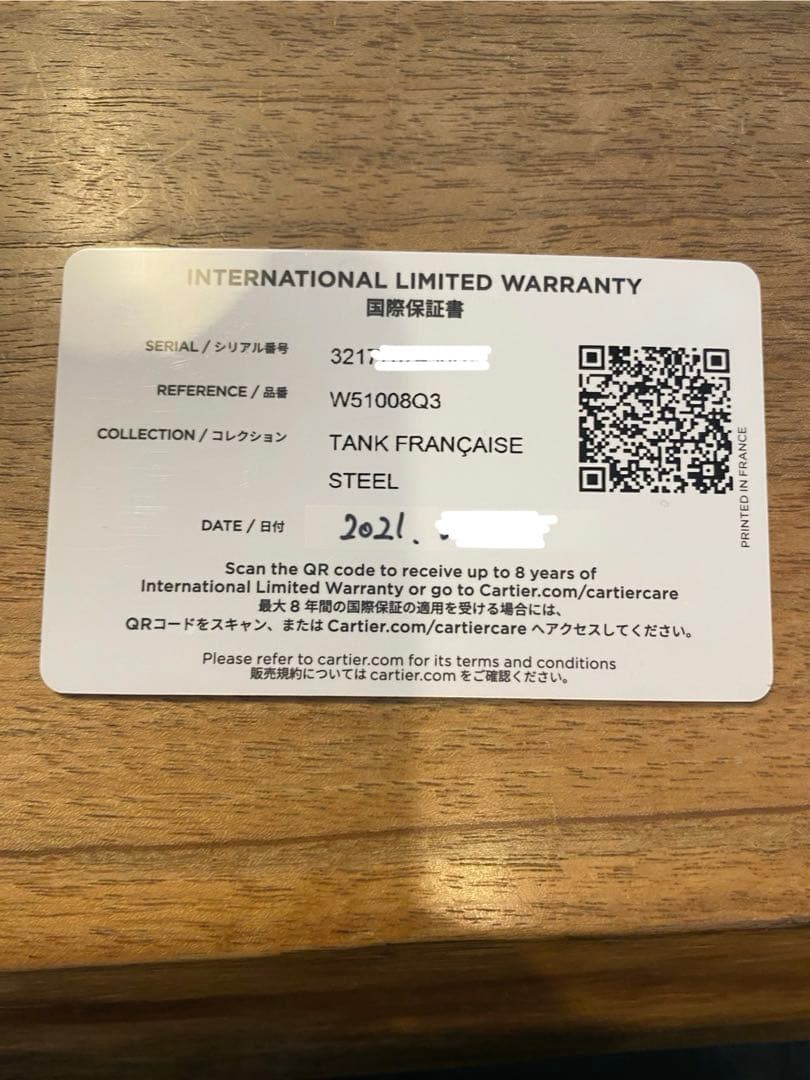 INTERNATIONAL LIMITED WARRANTY
国際保証書
SERIAL / シリアル番号 3217
REFERENCE / 品番 W51008Q3
COLLECTION / コレクション TANK FRANÇAISE
STEEL
DATE / 日付 2021.
PRINTED IN FRANCE
Scan the QR code to receive up to 8 years of
International Limited Warranty or go to Cartier.com/cartiercare
最大 8 年間の国際保証の適用を受ける場合には、
QRコードをスキャン、または Cartier.com/cartiercare へアクセスしてください。
Please refer to cartier.com for its terms and conditions
販売規約については cartier.com をご確認ください。